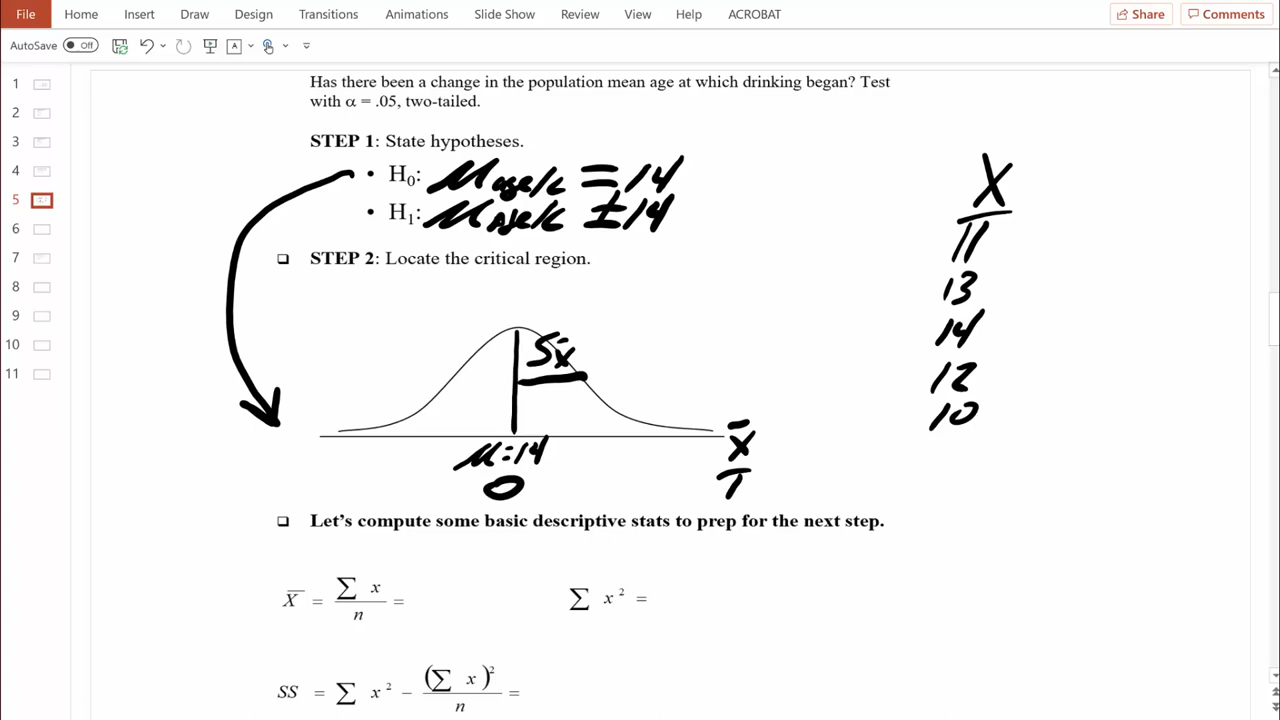 File Home Insert Draw Design Transitions Animations Slide Show Review View Help ACROBAT Share Comments
AutoSave Off A
1
2
3
4
5
6
7
8
9
10
11
Has there been a change in the population mean age at which drinking began? Test
with α = .05, two-tailed.
STEP 1: State hypotheses.
• H₀: μ age/c = 14
• H₁: μ age/c ≠ 14
STEP 2: Locate the critical region.
S x̄
μ = 14
0
x̄
T
X
11
13
14
12
10
Let's compute some basic descriptive stats to prep for the next step.
X̄ = ∑ x / n =
∑ x² =
SS = ∑ x² − (∑ x)² / n =